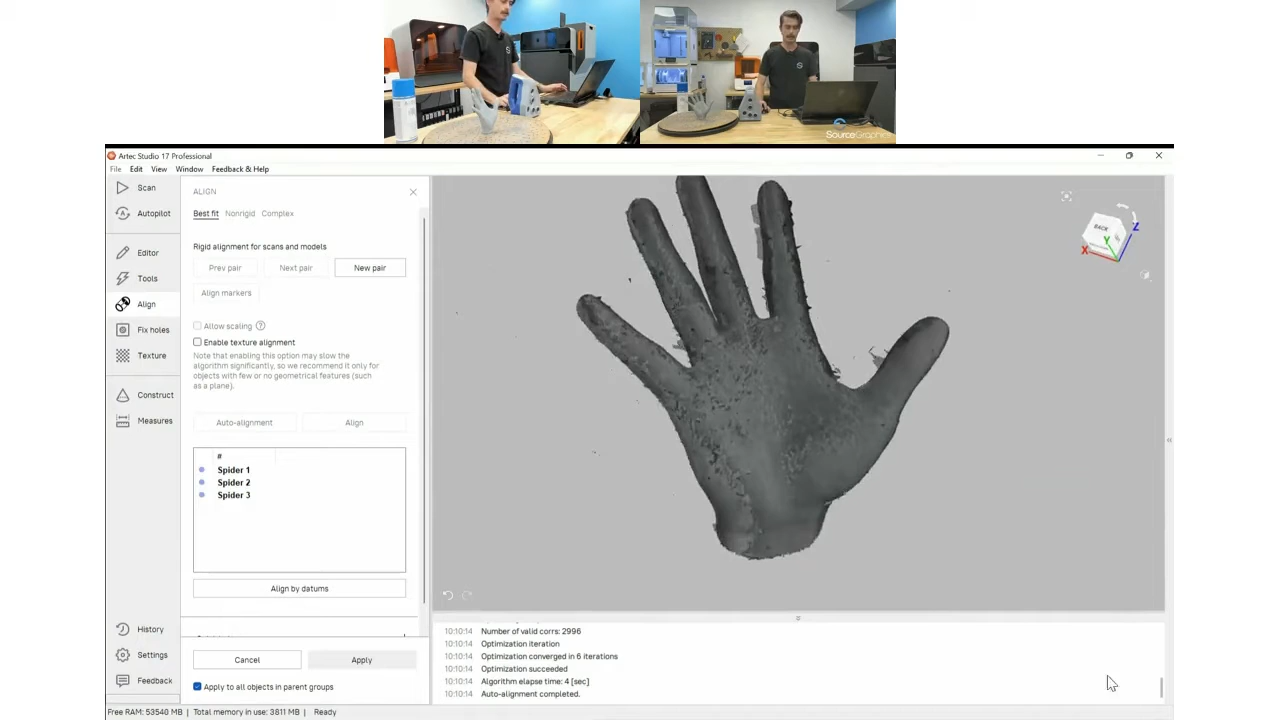 SourceGraphics
Artec Studio 17 Professional
File Edit View Window Feedback & Help
Scan
Autopilot
Editor
Tools
Align
Fix holes
Texture
Construct
Measures
History
Settings
Feedback
ALIGN
Best fit Nonrigid Complex
Rigid alignment for scans and models
Prev pair Next pair New pair
Align markers
Allow scaling ?
Enable texture alignment
Note that enabling this option may slow the
algorithm significantly, so we recommend it only for
objects with few or no geometrical features (such
as a plane).
Auto-alignment Align
#
Spider 1
Spider 2
Spider 3
Align by datums
Cancel Apply
Apply to all objects in parent groups
BACK
X Y Z
10:10:14 Number of valid corrs: 2996
10:10:14 Optimization iteration
10:10:14 Optimization converged in 6 iterations
10:10:14 Optimization succeeded
10:10:14 Algorithm elapse time: 4 [sec]
10:10:14 Auto-alignment completed.
Free RAM: 53540 MB | Total memory in use: 3811 MB | Ready